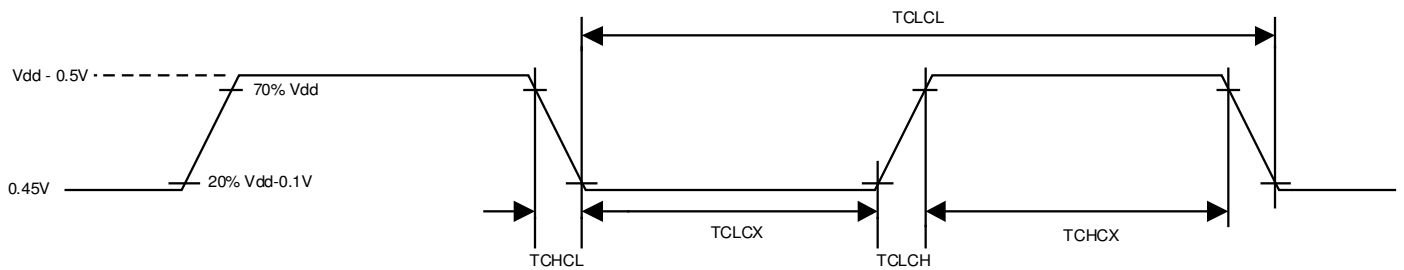 TCLCL
Vdd - 0.5V
70% Vdd
20% Vdd-0.1V
0.45V
TCLCX
TCHCX
TCHCL
TCLCH